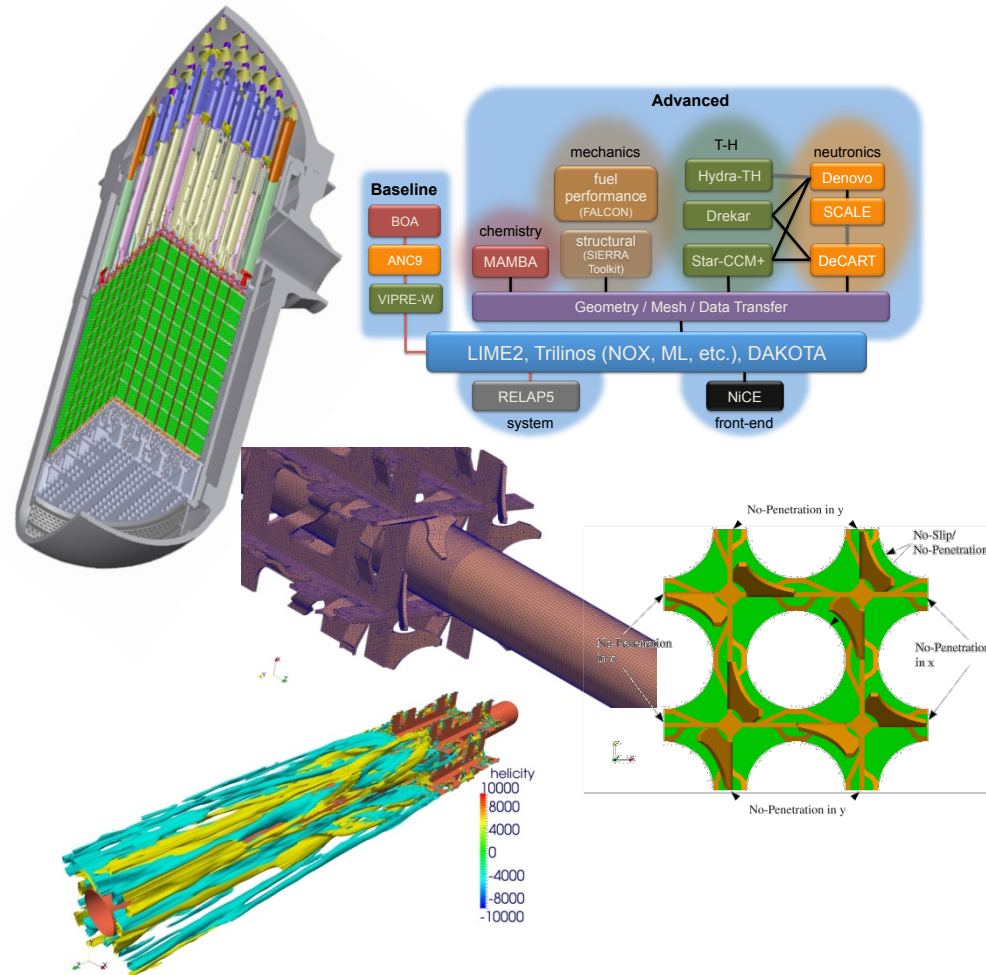 Advanced
Baseline
BOA
ANC9
VIPRE-W
chemistry
MAMBA
mechanics
fuel
performance
(FALCON)
structural
(SIERRA
Toolkit)
T-H
Hydra-TH
Drekar
Star-CCM+
neutronics
Denovo
SCALE
DeCART
Geometry / Mesh / Data Transfer
LIME2, Trilinos (NOX, ML, etc.), DAKOTA
RELAP5
system
NiCE
front-end
No-Penetration in y
No-Slip/
No-Penetration
No-Penetration
in x
No-Penetration
in x
No-Penetration in y
helicity
10000
8000
4000
0
-4000
-8000
-10000